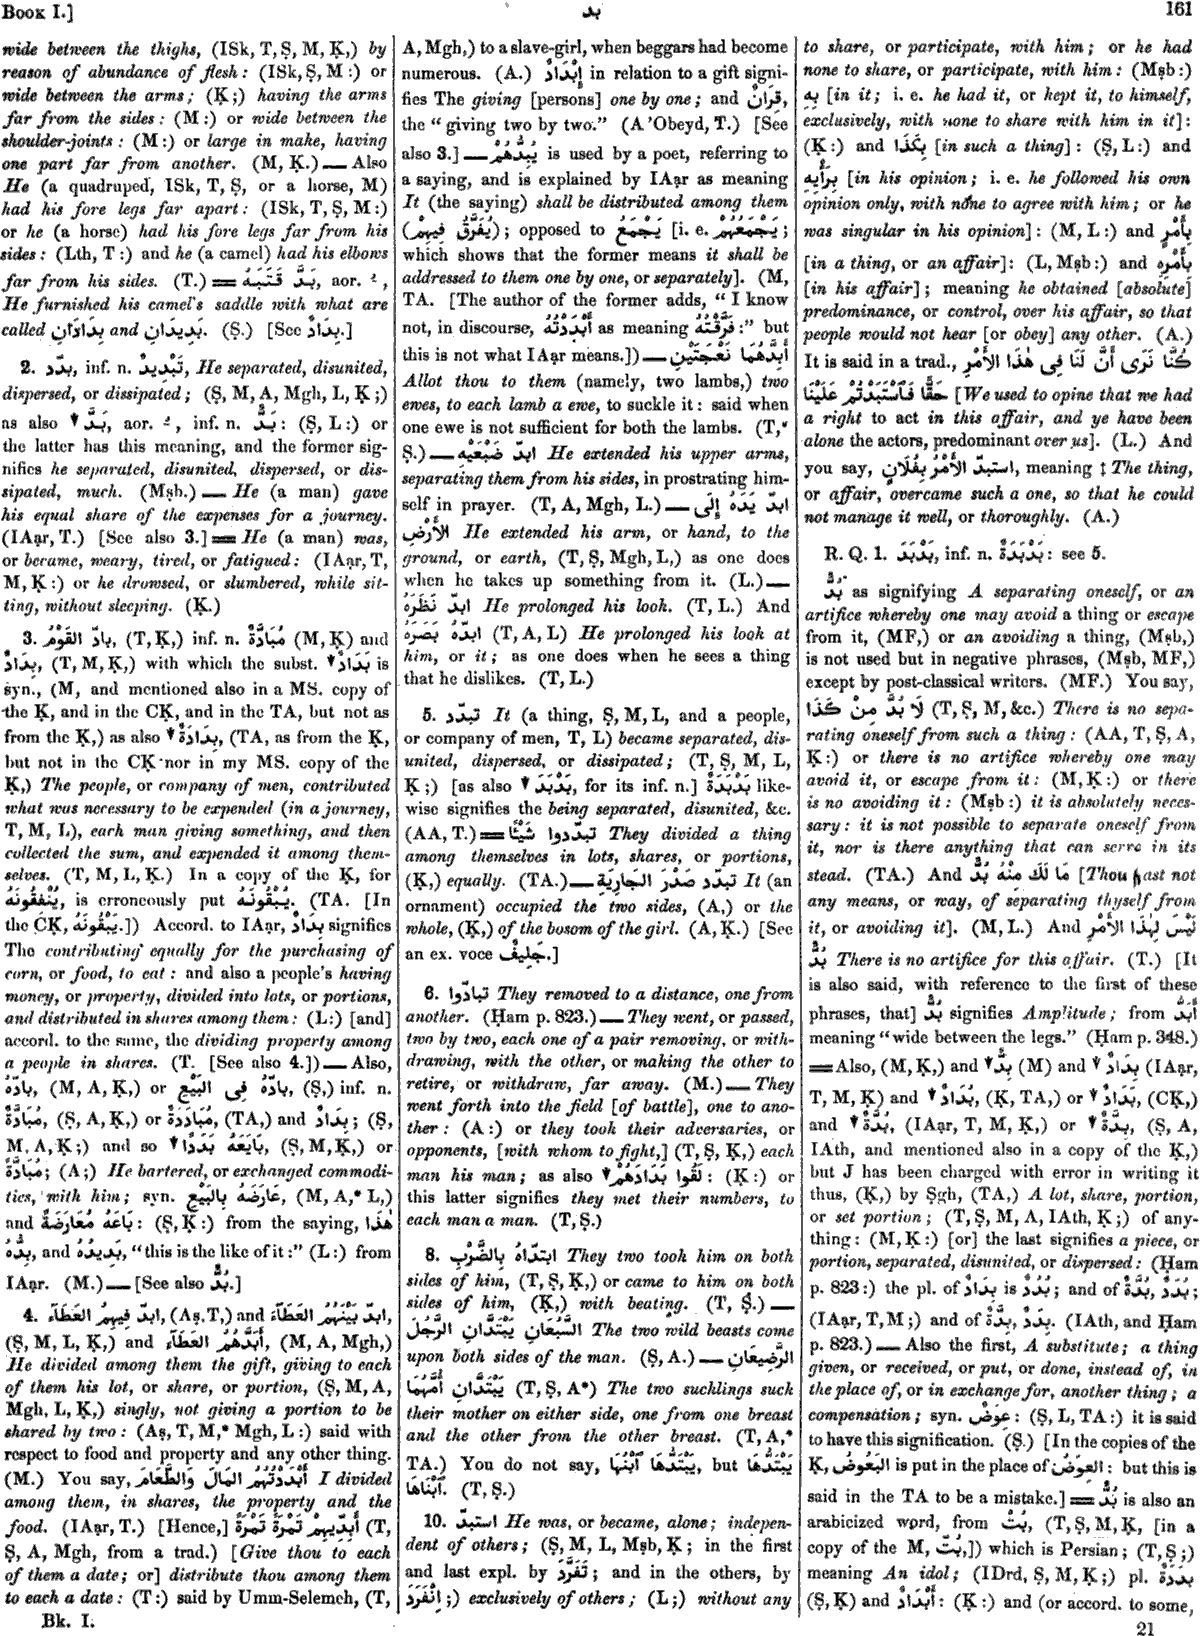 Book I.]
بد
161
wide between the thighs, (ISk, T, Ṣ, M, Ḳ,) by
reason of abundance of flesh: (ISk, Ṣ, M:) or
wide between the arms; (Ḳ;) having the arms
far from the sides: (M:) or wide between the
shoulder-joints: (M:) or large in make, having
one part far from another. (M, Ḳ.) — Also
He (a quadruped, ISk, T, Ṣ, or a horse, M)
had his fore legs far apart: (ISk, T, Ṣ, M:)
or he (a horse) had his fore legs far from his
sides: (Lth, T:) and he (a camel) had his elbows
far from his sides. (T.) = بَدَّ قَتَبَهُ, aor. ـُ,
He furnished his camel's saddle with what are
called بِدَادَانِ and بَدِيدَانِ. (Ṣ.) [See بِدَادٌ.]
2. بدّد, inf. n. تَبْدِيدٌ, He separated, disunited,
dispersed, or dissipated; (Ṣ, M, A, Mgh, L, Ḳ;)
as also ▼ بَدَّ, aor. ـُ, inf. n. بَدٌّ: (Ṣ, L:) or
the latter has this meaning, and the former sig-
nifies he separated, disunited, dispersed, or dis-
sipated, much. (Mṣb.) — He (a man) gave
his equal share of the expenses for a journey.
(IAạr, T.) [See also 3.] = He (a man) was,
or became, weary, tired, or fatigued: (IAạr, T,
M, Ḳ:) or he drowsed, or slumbered, while sit-
ting, without sleeping. (Ḳ.)
3. بادّ القَوْمُ, (T, Ḳ,) inf. n. مُبَادَّةٌ (M, Ḳ) and
بِدَادٌ, (T, M, Ḳ,) with which the subst. ▼ بَدَادٌ is
syn., (M, and mentioned also in a MS. copy of
the Ḳ, and in the CḲ, and in the TA, but not as
from the Ḳ,) as also ▼ بَدَادَةٌ, (TA, as from the Ḳ,
but not in the CḲ nor in my MS. copy of the
Ḳ,) The people, or company of men, contributed
what was necessary to be expended (in a journey,
T, M, L), each man giving something, and then
collected the sum, and expended it among them-
selves. (T, M, L, Ḳ.) In a copy of the Ḳ, for
يُنْفِقُونَهُ, is erroneously put يُبْقُونَهُ. (TA. [In
the CḲ, يَبْقُونَهُ.]) Accord. to IAạr, بِدَادٌ signifies
The contributing equally for the purchasing of
corn, or food, to eat: and also a people's having
money, or property, divided into lots, or portions,
and distributed in shares among them: (L:) [and]
accord. to the same, the dividing property among
a people in shares. (T. [See also 4.]) — Also,
بادّهُ, (M, A, Ḳ,) or بادّهُ فِى البَيْعِ, (Ṣ,) inf. n.
مُبَادَّةٌ, (Ṣ, A, Ḳ,) or مُبَادَدَةٌ, (TA,) and بِدَادٌ; (Ṣ,
M, A, Ḳ;) and so ▼ بَايَعَهُ بَدَدًا, (Ṣ, M, Ḳ,) or
مُبَادَّةً; (A;) He bartered, or exchanged commodi-
ties, with him; syn. عَارَضَهُ بِالبَيْعِ, (M, A,* L,)
and بَاعَهُ مُعَارَضَةً: (Ṣ, Ḳ:) from the saying, هٰذَا
بِدُّهُ, and بَدِيدُهُ, "this is the like of it:" (L:) from
IAạr. (M.) — [See also بُدٌّ.]
4. ابدّ فِيهِمُ العَطَآءَ, (Aṣ, T,) and ابدّ بَيْنَهُمُ العَطَآءَ,
(Ṣ, M, L, Ḳ,) and أَبَدَّهُمُ العَطَآءَ, (M, A, Mgh,)
He divided among them the gift, giving to each
of them his lot, or share, or portion, (Ṣ, M, A,
Mgh, L, Ḳ,) singly, not giving a portion to be
shared by two: (Aṣ, T, M,* Mgh, L:) said with
respect to food and property and any other thing.
(M.) You say, أَبْدَدْتُهُمُ المَالَ وَالطَّعَامَ I divided
among them, in shares, the property and the
food. (IAạr, T.) [Hence,] أَبِدِّيهِمْ تَمْرَةً تَمْرَةً (T,
Ṣ, A, Mgh, from a trad.) [Give thou to each
of them a date; or] distribute thou among them
to each a date: (T:) said by Umm-Selemeh, (T,
Bk. I.
A, Mgh,) to a slave-girl, when beggars had become
numerous. (A.) إِبْدَادٌ in relation to a gift signi-
fies The giving [persons] one by one; and قِرَانٌ,
the "giving two by two." (A 'Obeyd, T.) [See
also 3.] — يُبِدُّهُمْ is used by a poet, referring to
a saying, and is explained by IAạr as meaning
It (the saying) shall be distributed among them
(يُفَرَّقُ فِيهِمْ); opposed to يَجْمَعُ [i. e. يَجْمَعُهُمْ;
which shows that the former means it shall be
addressed to them one by one, or separately]. (M,
TA. [The author of the former adds, "I know
not, in discourse, أَبْدَدْتُهُ as meaning فَرَّقْتُهُ:" but
this is not what IAạr means.]) — أَبِدَّهُمَا نَعْجَتَيْنِ
Allot thou to them (namely, two lambs,) two
ewes, to each lamb a ewe, to suckle it: said when
one ewe is not sufficient for both the lambs. (T,*
Ṣ.) — ابدّ ضَبْعَيْهِ He extended his upper arms,
separating them from his sides, in prostrating him-
self in prayer. (T, A, Mgh, L.) — ابدّ يَدَهُ إِلَى
الأَرْضِ He extended his arm, or hand, to the
ground, or earth, (T, Ṣ, Mgh, L,) as one does
when he takes up something from it. (L.) —
ابدّ نَظَرَهُ He prolonged his look. (T, L.) And
ابدّهُ بَصَرَهُ (T, A, L) He prolonged his look at
him, or it; as one does when he sees a thing
that he dislikes. (T, L.)
5. تبدّد It (a thing, Ṣ, M, L, and a people,
or company of men, T, L) became separated, dis-
united, dispersed, or dissipated; (T, Ṣ, M, L,
Ḳ;) [as also ▼ بَدْبَدَ, for its inf. n.] بَدْبَدَةٌ like-
wise signifies the being separated, disunited, &c.
(AA, T.) = تبدّدوا شَيْئًا They divided a thing
among themselves in lots, shares, or portions,
(Ḳ,) equally. (TA.) — تبدّد صَدْرَ الجَارِيَةِ It (an
ornament) occupied the two sides, (A,) or the
whole, (Ḳ,) of the bosom of the girl. (A, Ḳ.) [See
an ex. voce جَلِيفٌ.]
6. تبادّوا They removed to a distance, one from
another. (Ḥam p. 823.) — They went, or passed,
two by two, each one of a pair removing, or with-
drawing, with the other, or making the other to
retire, or withdraw, far away. (M.) — They
went forth into the field [of battle], one to ano-
ther: (A:) or they took their adversaries, or
opponents, [with whom to fight,] (T, Ṣ, Ḳ,) each
man his man; as also ▼ لَقُوا بَدَادَهُمْ: (Ḳ:) or
this latter signifies they met their numbers, to
each man a man. (T, Ṣ.)
8. ابتدّاهُ بِالضَّرْبِ They two took him on both
sides of him, (T, Ṣ, Ḳ,) or came to him on both
sides of him, (Ḳ,) with beating. (T, Ṣ.) —
السَّبُعَانِ يَبْتَدَّانِ الرَّجُلَ The two wild beasts come
upon both sides of the man. (Ṣ, A.) — الرَّضِيعَانِ
يَبْتَدَّانِ أُمَّهُمَا (T, Ṣ, A*) The two sucklings suck
their mother on either side, one from one breast
and the other from the other breast. (T, A,*
TA.) You do not say, يَبْتَدُّهَا ٱبْنُهَا, but يَبْتَدُّهَا
ٱبْنَاهَا. (T, Ṣ.)
10. استبدّ He was, or became, alone; indepen-
dent of others; (Ṣ, M, L, Mṣb, Ḳ; in the first
and last expl. by تَفَرَّدَ; and in the others, by
اِنْفَرَدَ;) exclusively of others; (L;) without any
to share, or participate, with him; or he had
none to share, or participate, with him: (Mṣb:)
بِهِ [in it; i. e. he had it, or kept it, to himself,
exclusively, with none to share with him in it]:
(Ḳ:) and بِكَذَا [in such a thing]: (Ṣ, L:) and
بِرَأْيِهِ [in his opinion; i. e. he followed his own
opinion only, with none to agree with him; or he
was singular in his opinion]: (M, L:) and بِأَمْرٍ
[in a thing, or an affair]: (L, Mṣb:) and بِأَمْرِهِ
[in his affair]; meaning he obtained [absolute]
predominance, or control, over his affair, so that
people would not hear [or obey] any other. (A.)
It is said in a trad., كُنَّا نَرَى أَنَّ لَنَا فِى هٰذَا الأَمْرِ
حَقًّا فَٱسْتَبْدَدْتُمْ عَلَيْنَا [We used to opine that we had
a right to act in this affair, and ye have been
alone the actors, predominant over us]. (L.) And
you say, استبدّ الأَمْرُ بِفُلَانٍ, meaning ‡ The thing,
or affair, overcame such a one, so that he could
not manage it well, or thoroughly. (A.)
R. Q. 1. بَدْبَدَ, inf. n. بَدْبَدَةٌ: see 5.
بُدٌّ as signifying A separating oneself, or an
artifice whereby one may avoid a thing or escape
from it, (MF,) or an avoiding a thing, (Mṣb,)
is not used but in negative phrases, (Mṣb, MF,)
except by post-classical writers. (MF.) You say,
لَا بُدَّ مِنْ كَذَا (T, Ṣ, M, &c.) There is no sepa-
rating oneself from such a thing: (AA, T, Ṣ, A,
Ḳ:) or there is no artifice whereby one may
avoid it, or escape from it: (M, Ḳ:) or there
is no avoiding it: (Mṣb:) it is absolutely neces-
sary: it is not possible to separate oneself from
it, nor is there anything that can serve in its
stead. (TA.) And مَا لَكَ مِنْهُ بُدٌّ [Thou hast not
any means, or way, of separating thyself from
it, or avoiding it]. (M, L.) And لَيْسَ لِهٰذَا الأَمْرِ
بُدٌّ There is no artifice for this affair. (T.) [It
is also said, with reference to the first of these
phrases, that] بُدٌّ signifies Amplitude; from أَبَدُّ
meaning "wide between the legs." (Ḥam p. 348.)
= Also, (M, Ḳ,) and ▼ بِدٌّ (M) and ▼ بِدَادٌ (IAạr,
T, M, Ḳ) and ▼ بُدَادٌ, (Ḳ, TA,) or ▼ بَدَادٌ, (CḲ,)
and ▼ بُدَّةٌ, (IAạr, T, M, Ḳ,) or ▼ بِدَّةٌ, (Ṣ, A,
IAth, and mentioned also in a copy of the Ḳ,)
but J has been charged with error in writing it
thus, (Ḳ,) by Ṣgh, (TA,) A lot, share, portion,
or set portion; (T, Ṣ, M, A, IAth, Ḳ;) of any-
thing: (M, Ḳ:) [or] the last signifies a piece, or
portion, separated, disunited, or dispersed: (Ḥam
p. 823:) the pl. of بِدَادٌ is بُدُدٌ; and of بُدَّةٌ, بُدَدٌ;
(IAạr, T, M;) and of بِدَّةٌ, بِدَدٌ. (IAth, and Ḥam
p. 823.) — Also the first, A substitute; a thing
given, or received, or put, or done, instead of, in
the place of, or in exchange for, another thing; a
compensation; syn. عِوَضٌ: (Ṣ, L, TA:) it is said
to have this signification. (Ṣ.) [In the copies of the
Ḳ, البَعُوضُ is put in the place of العِوَضُ: but this is
said in the TA to be a mistake.] = بُدٌّ is also an
arabicized word, from بُتْ, (T, Ṣ, M, Ḳ, [in a
copy of the M, بُتّ,]) which is Persian; (T, Ṣ;)
meaning An idol; (IDrd, Ṣ, M, Ḳ;) pl. بِدَدَةٌ
(Ṣ, Ḳ) and أَبْدَادٌ: (Ḳ:) and (or accord. to some,
21